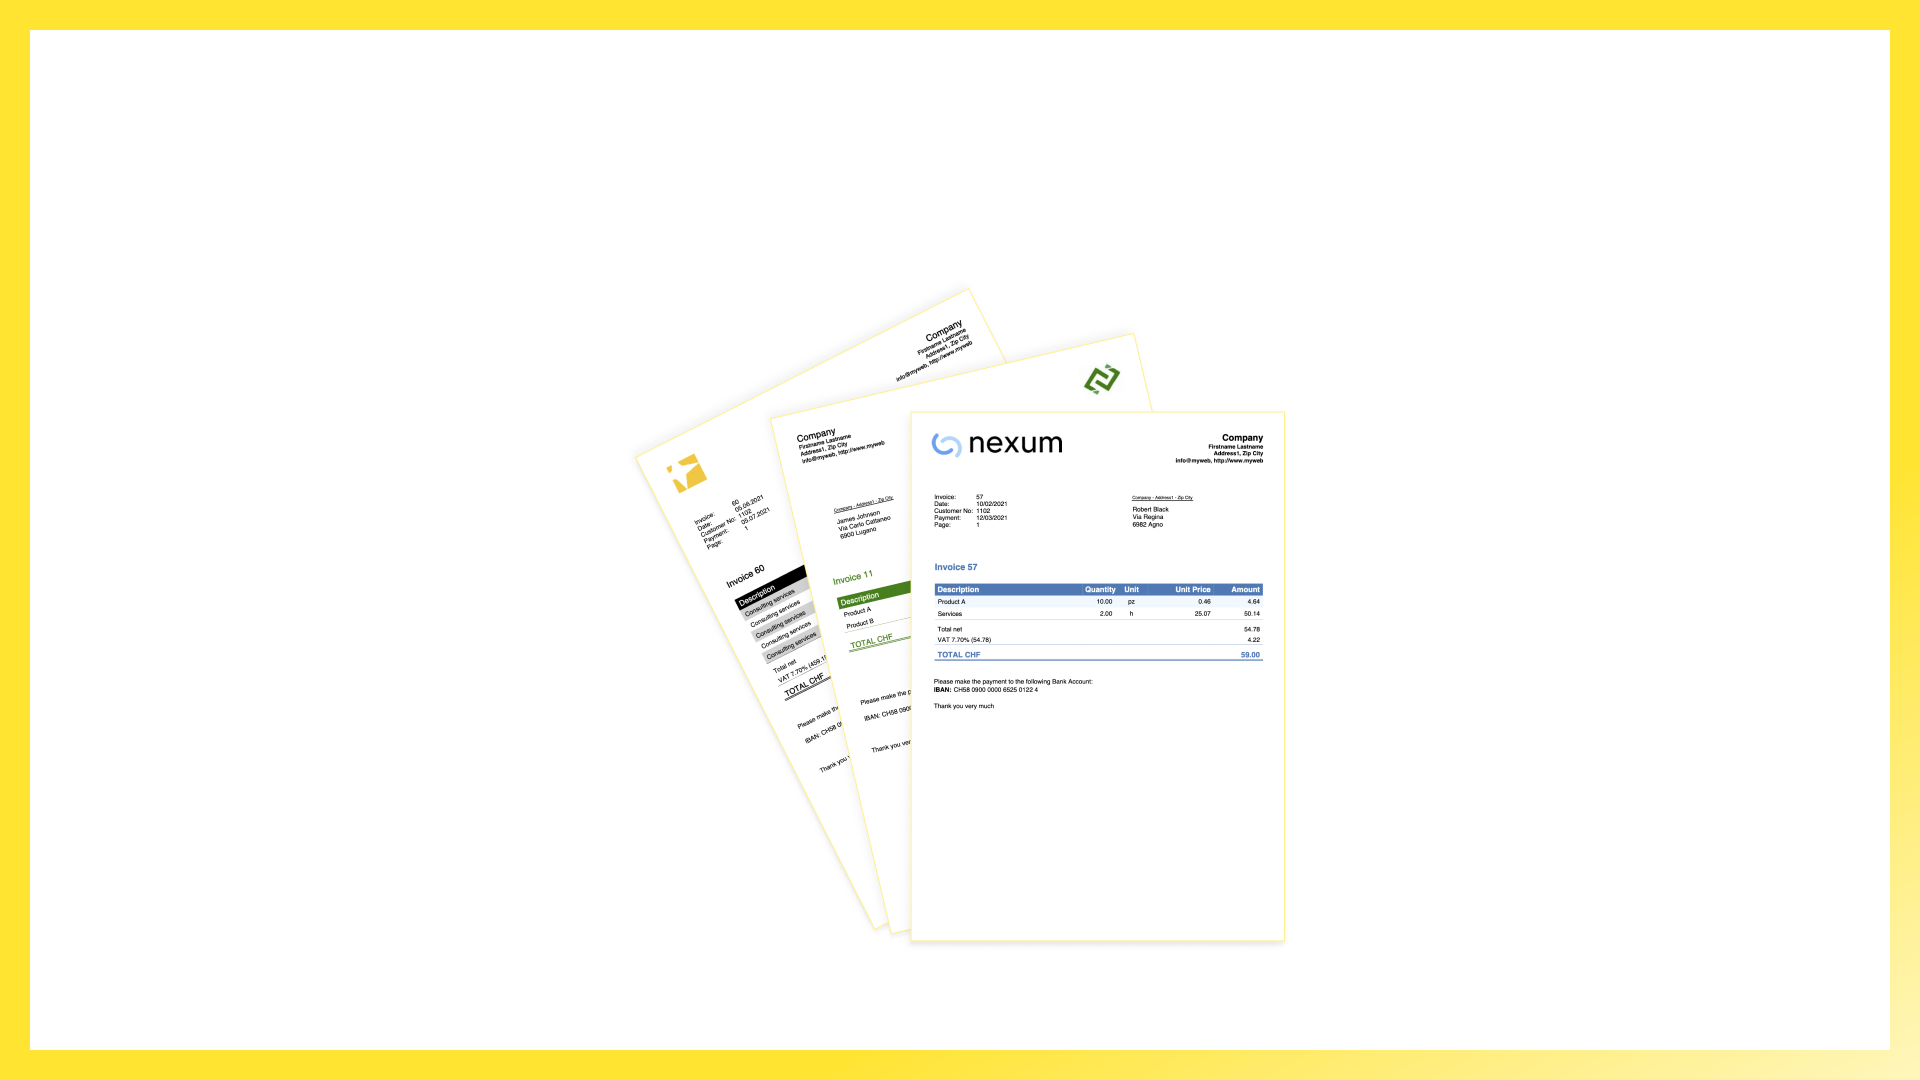 Company
Firstname Lastname
Address1, Zip City
info@myweb, http://www.myweb
Invoice: 60
Date: 05.06.2021
Customer No: 1102
Payment: 05.07.2021
Page: 1
Invoice 60
Description
Consulting services
Consulting services
Consulting services
Consulting services
Consulting services
Total net
VAT 7.70% (459.1
TOTAL CHF
Please make th
IBAN: CH58 0
Thank you
Company
Firstname Lastname
Address1, Zip City
info@myweb, http://www.myweb
Company - Address1 - Zip City
James Johnson
Via Carlo Cattaneo
6900 Lugano
Invoice 11
Description
Product A
Product B
TOTAL CHF
Please make the p
IBAN: CH58 0900
Thank you ver
nexum
Company
Firstname Lastname
Address1, Zip City
info@myweb, http://www.myweb
Invoice: 57
Date: 10/02/2021
Customer No: 1102
Payment: 12/03/2021
Page: 1
Company - Address1 - Zip City
Robert Black
Via Regina
6982 Agno
Invoice 57
Description Quantity Unit Unit Price Amount
Product A 10.00 pz 0.46 4.64
Services 2.00 h 25.07 50.14
Total net 54.78
VAT 7.70% (54.78) 4.22
TOTAL CHF 59.00
Please make the payment to the following Bank Account:
IBAN: CH58 0900 0000 6525 0122 4
Thank you very much